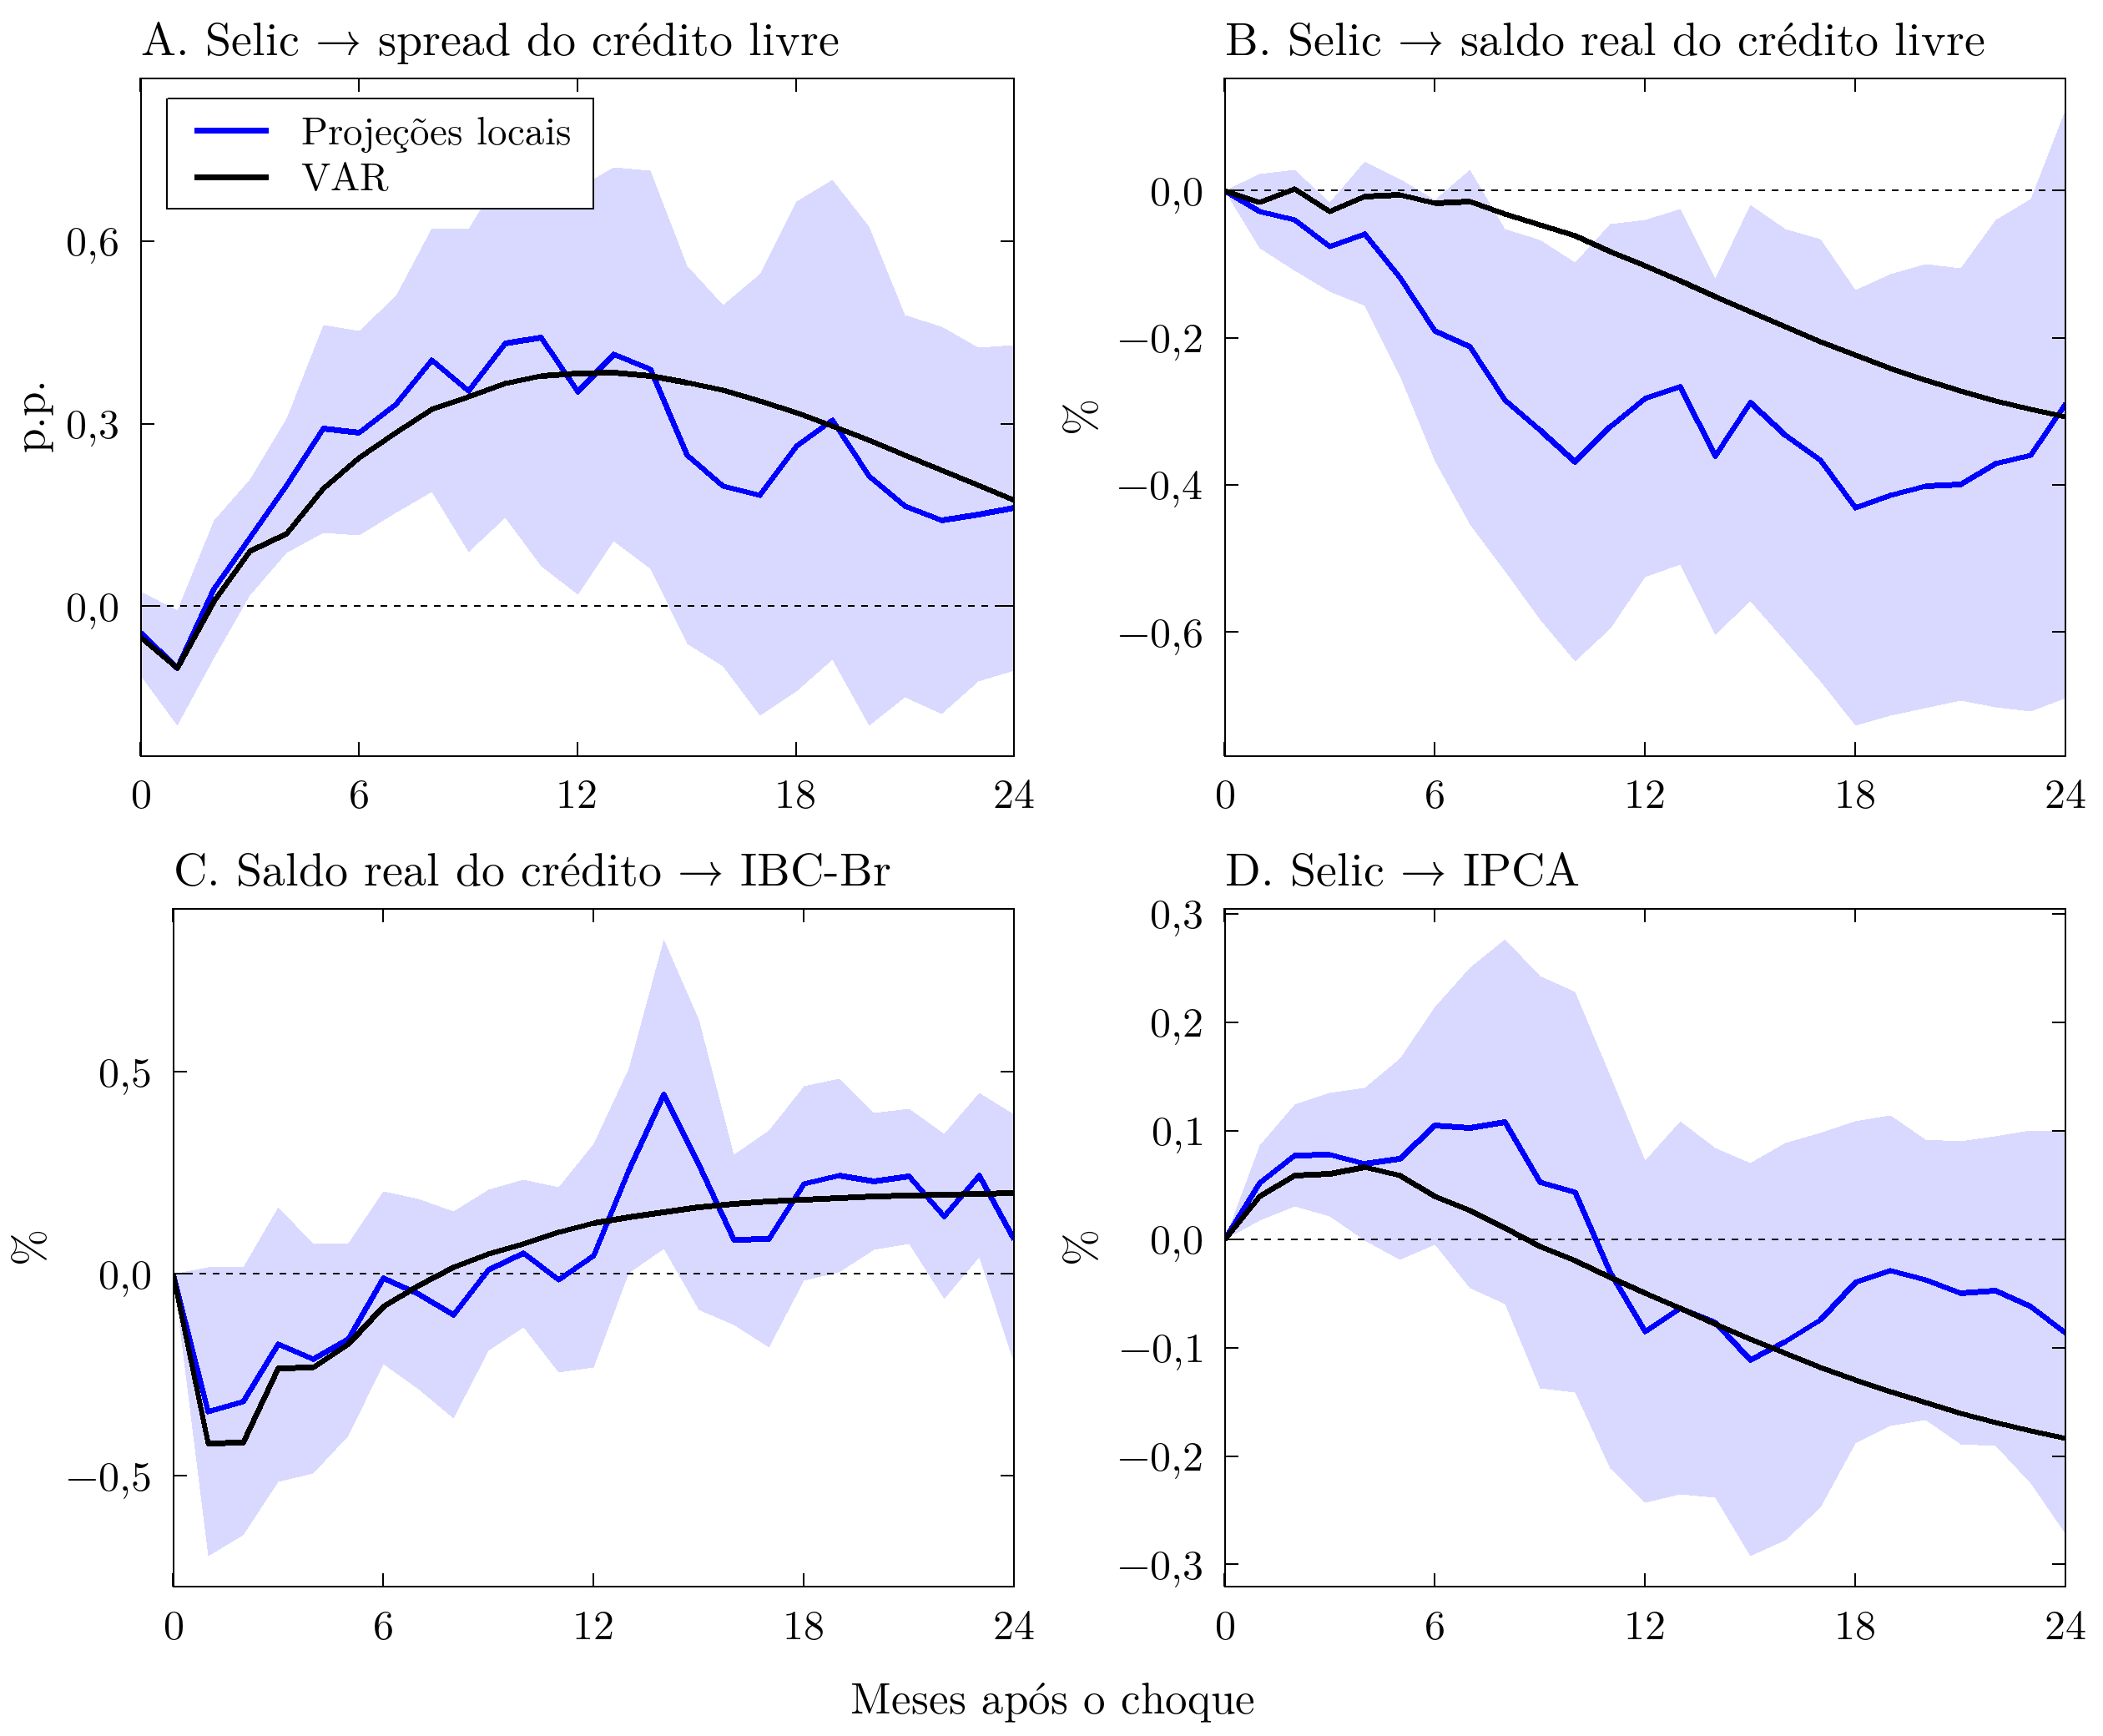 A. Selic → spread do crédito livre
Projeções locais
VAR
p.p.
0,6
0,3
0,0
0 6 12 18 24
B. Selic → saldo real do crédito livre
%
0,0
−0,2
−0,4
−0,6
0 6 12 18 24
C. Saldo real do crédito → IBC-Br
%
0,5
0,0
−0,5
0 6 12 18 24
D. Selic → IPCA
%
0,3
0,2
0,1
0,0
−0,1
−0,2
−0,3
0 6 12 18 24
Meses após o choque